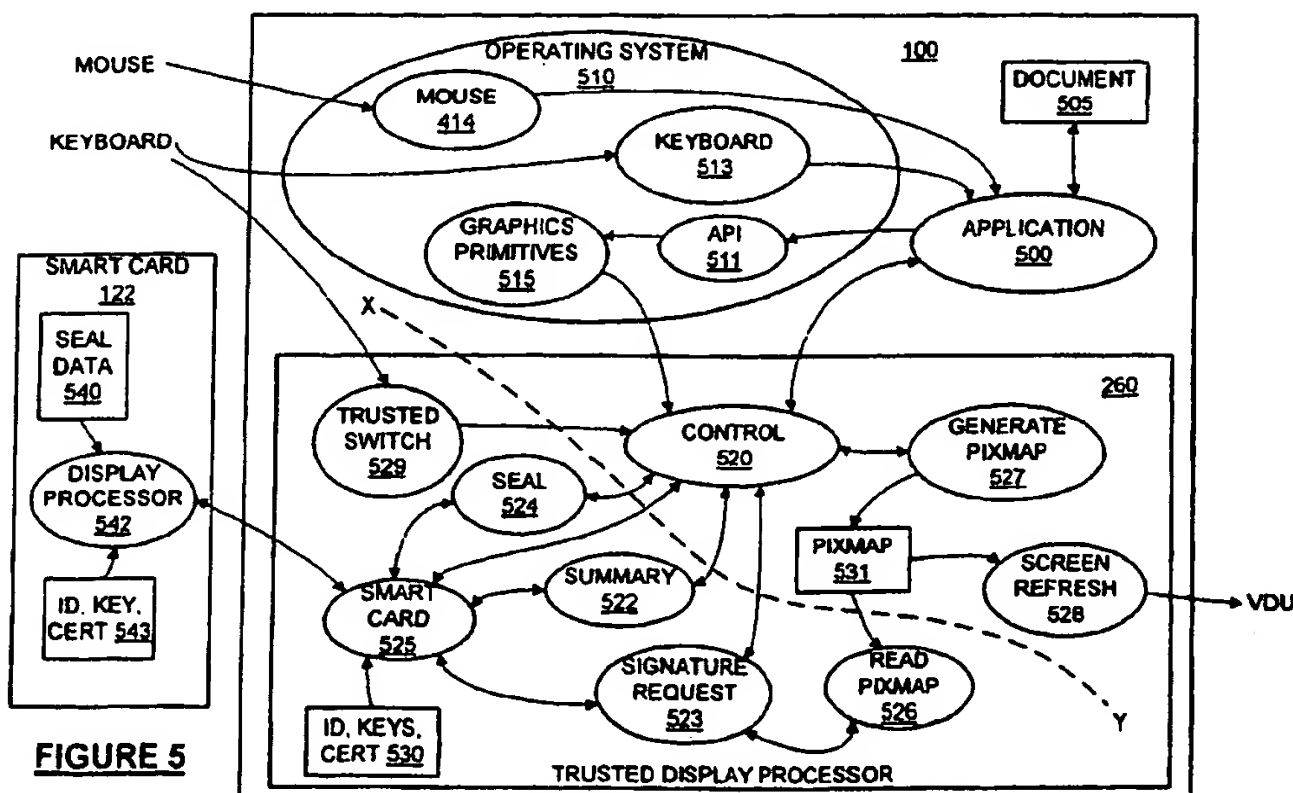 OPERATING SYSTEM
510
100
MOUSE
MOUSE
414
DOCUMENT
505
KEYBOARD
KEYBOARD
513
GRAPHICS
PRIMITIVES
515
API
511
APPLICATION
500
SMART CARD
122
X
SEAL
DATA
540
260
TRUSTED
SWITCH
529
CONTROL
520
GENERATE
PIXMAP
527
DISPLAY
PROCESSOR
542
SEAL
524
PIXMAP
531
SCREEN
REFRESH
528
VDU
SMART
CARD
525
SUMMARY
522
ID, KEY,
CERT 543
SIGNATURE
REQUEST
523
READ
PIXMAP
526
Y
ID, KEYS,
CERT 530
FIGURE 5
TRUSTED DISPLAY PROCESSOR